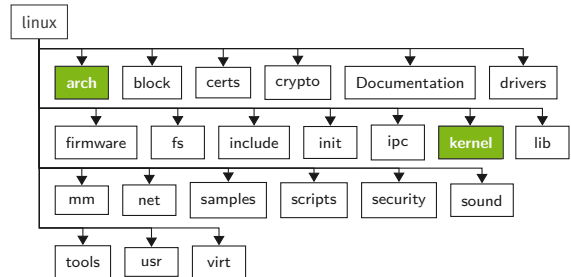 linux
arch block certs crypto Documentation drivers
firmware fs include init ipc kernel lib
mm net samples scripts security sound
tools usr virt